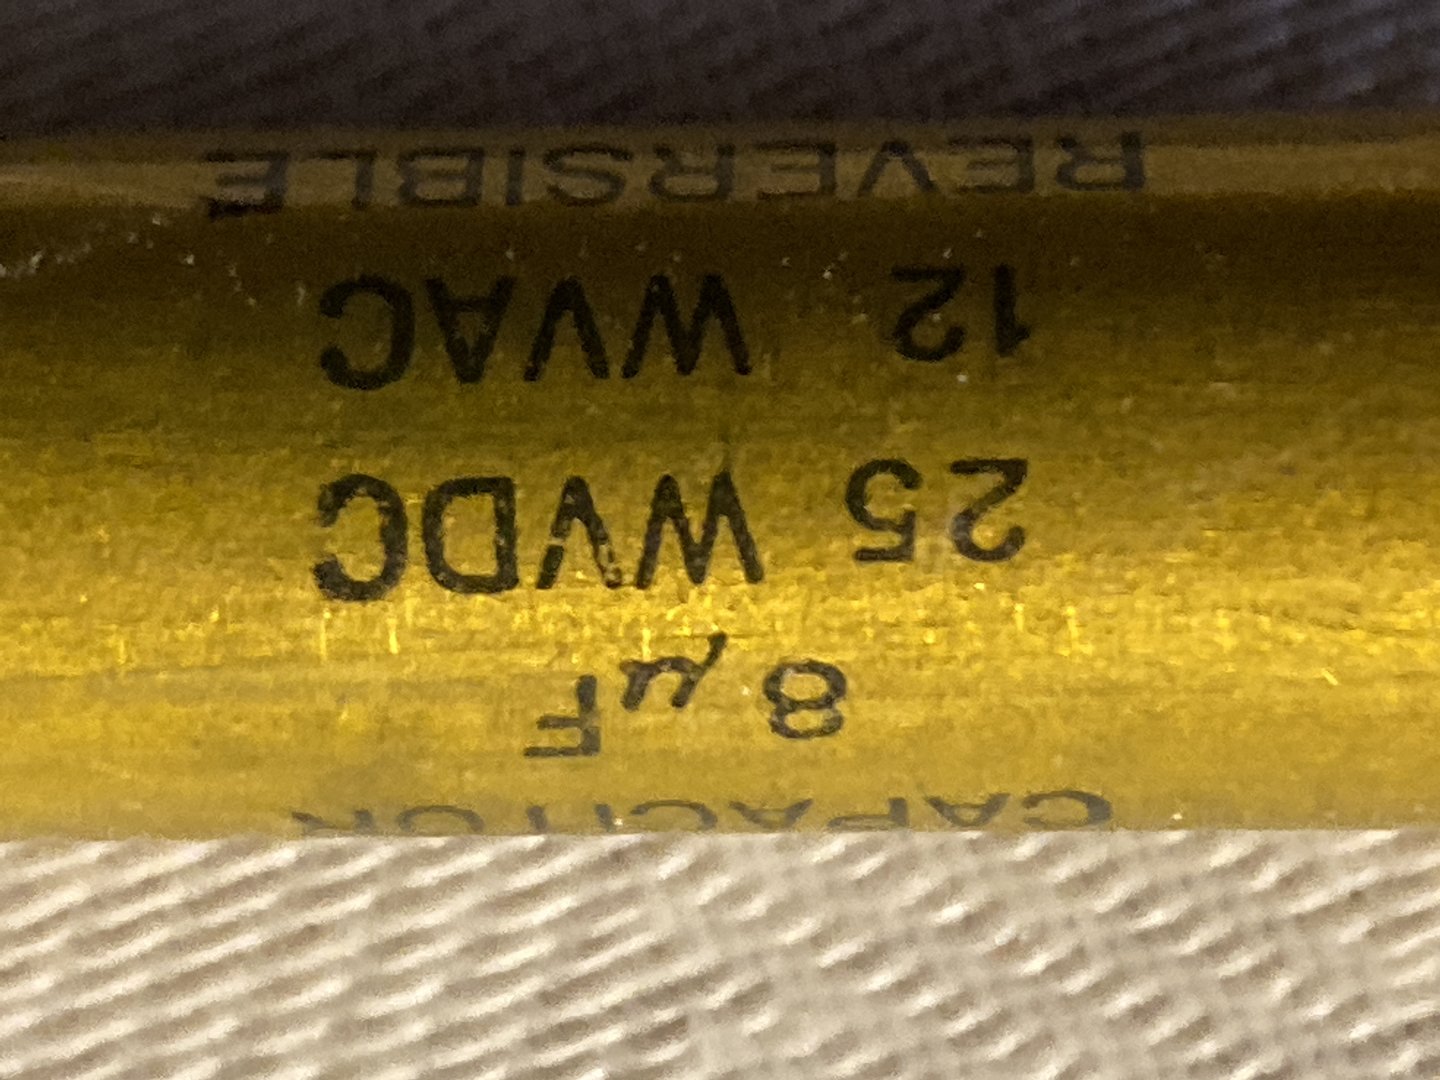 CAPACITOR
8 µF
25 WVDC
12 WVAC
REVERSIBLE